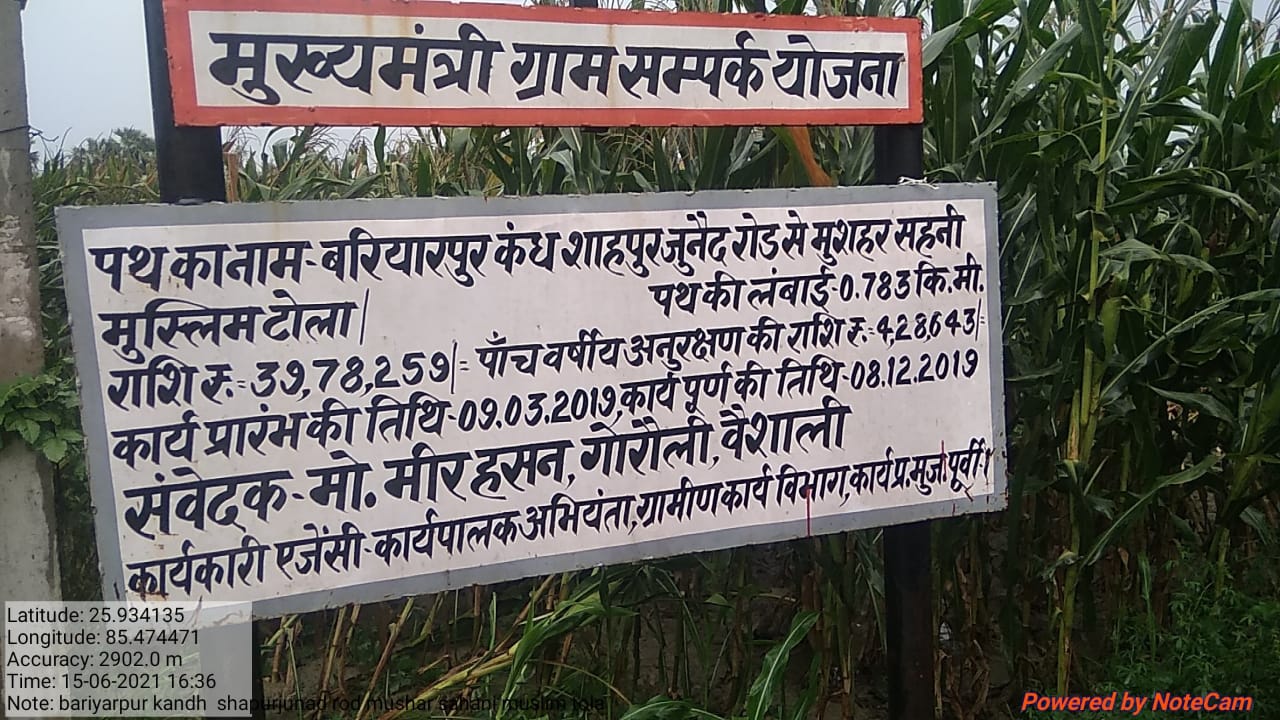 मुख्यमंत्री ग्राम सम्पर्क योजना
पथ का नाम-बरियारपुर कंध शाहपुर जुनैद रोड से मुशहर सहनी
मुस्लिम टोला|
पथ की लंबाई-0.783 कि.मी.
राशि रु.:-39,78,259|= पाँच वर्षीय अनुरक्षण की राशि रु.:-4,28,643|=
कार्य प्रारंभ की तिथि-09.03.2019,कार्य पूर्ण की तिथि-08.12.2019
संवेदक-मो. मीर हसन, गोरौली, वैशाली
कार्यकारी एजेंसी-कार्यपालक अभियंता,ग्रामीण कार्य विभाग,कार्य प्र.मुज.पूर्वी-1
Latitude: 25.934135
Longitude: 85.474471
Accuracy: 2902.0 m
Time: 15-06-2021 16:36
Note: bariyarpur kandh shapurjunad rod mushar sahani muslim tola
Powered by NoteCam